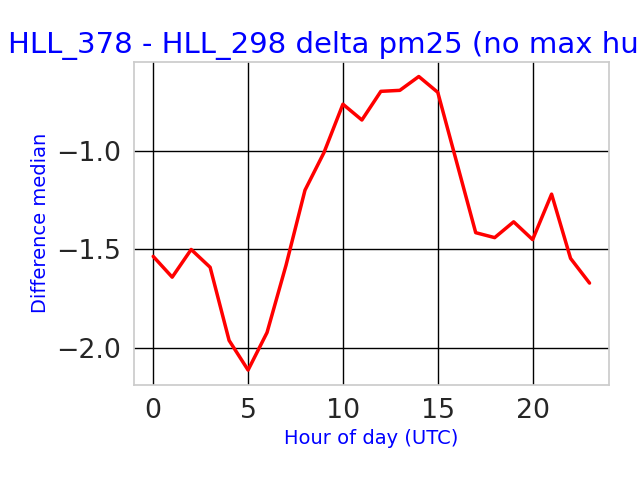 HLL_378 - HLL_298 delta pm25 (no max hu
Difference median
−1.0
−1.5
−2.0
0 5 10 15 20
Hour of day (UTC)